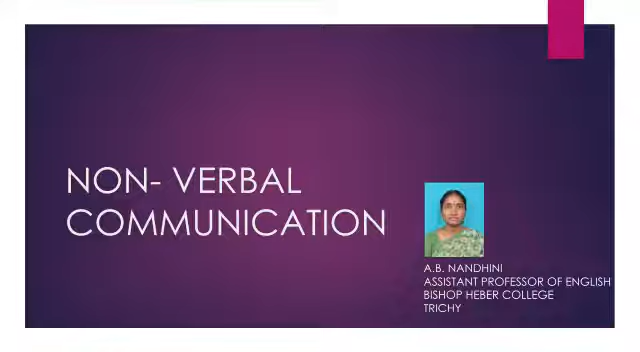 NON- VERBAL
COMMUNICATION
A.B. NANDHINI
ASSISTANT PROFESSOR OF ENGLISH
BISHOP HEBER COLLEGE
TRICHY